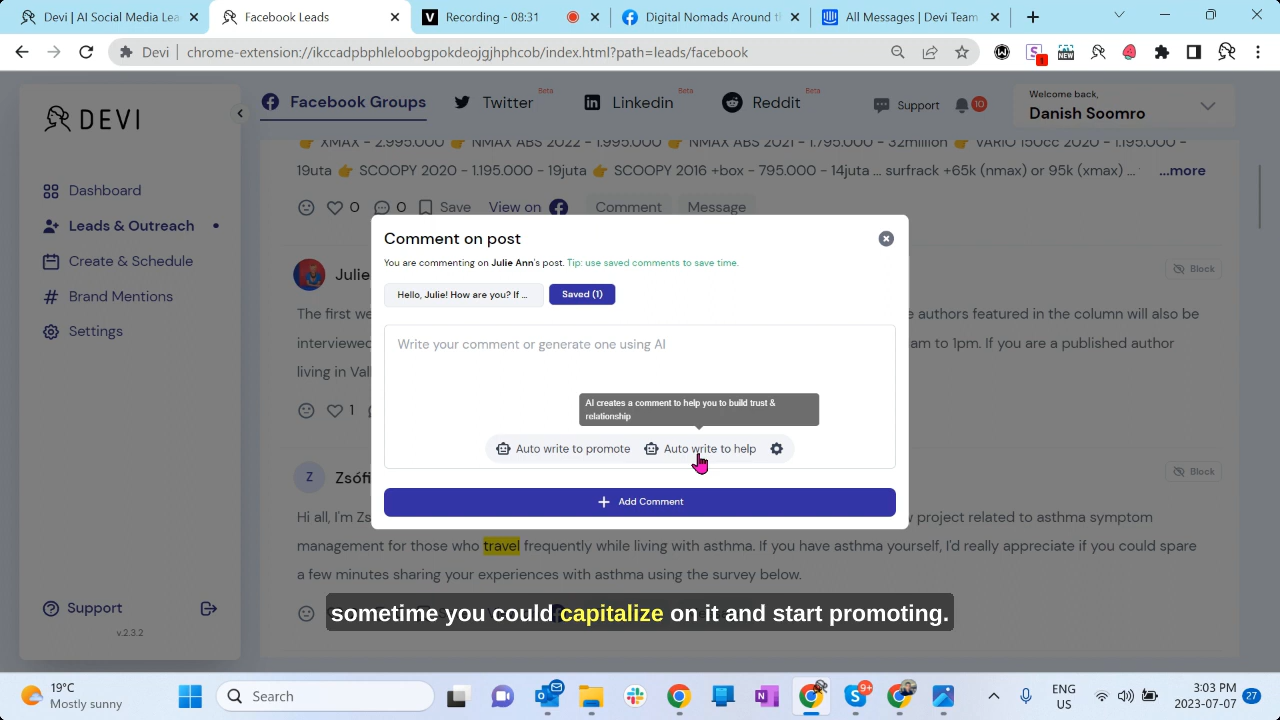 Devi | AI Social Media Lea
Facebook Leads
Recording - 08:31
Digital Nomads Around t
All Messages | Devi Team
Devi
chrome-extension://ikccadpbphleloobgpokdeojgjhphcob/index.html?path=leads/facebook
DEVI
Dashboard
Leads & Outreach
Create & Schedule
Brand Mentions
Settings
Support
v.2.3.2
Facebook Groups
Twitter
Beta
Linkedin
Beta
Reddit
Beta
Support
10
Welcome back,
Danish Soomro
XMAX - 2.995.000 👉 NMAX ABS 2022 - 1.995.000 👉 NMAX ABS 2021 - 1.795.000 - 32million 👉 VARIO 150cc 2020 - 1.195.000 -
19uta 👉 SCOOPY 2020 - 1.195.000 - 19juta 👉 SCOOPY 2016 +box - 795.000 - 14juta ... surfrack +65k (nmax) or 95k (xmax) ...
...more
0
0
Save
View on
Comment
Message
Julie
Block
The first we
e authors featured in the column will also be
interviewed
am to 1pm. If you are a published author
living in Val
1
Comment on post
You are commenting on Julie Ann's post. Tip: use saved comments to save time.
Hello, Julie! How are you? If ...
Saved (1)
Write your comment or generate one using AI
AI creates a comment to help you to build trust &
relationship
Auto write to promote
Auto write to help
Add Comment
Z
Zsófi
Block
Hi all, I'm Zs
w project related to asthma symptom
management for those who travel frequently while living with asthma. If you have asthma yourself, I'd really appreciate if you could spare
a few minutes sharing your experiences with asthma using the survey below.
sometime you could capitalize on it and start promoting.
19°C
Mostly sunny
Search
9+
ENG
US
3:03 PM
2023-07-07
27